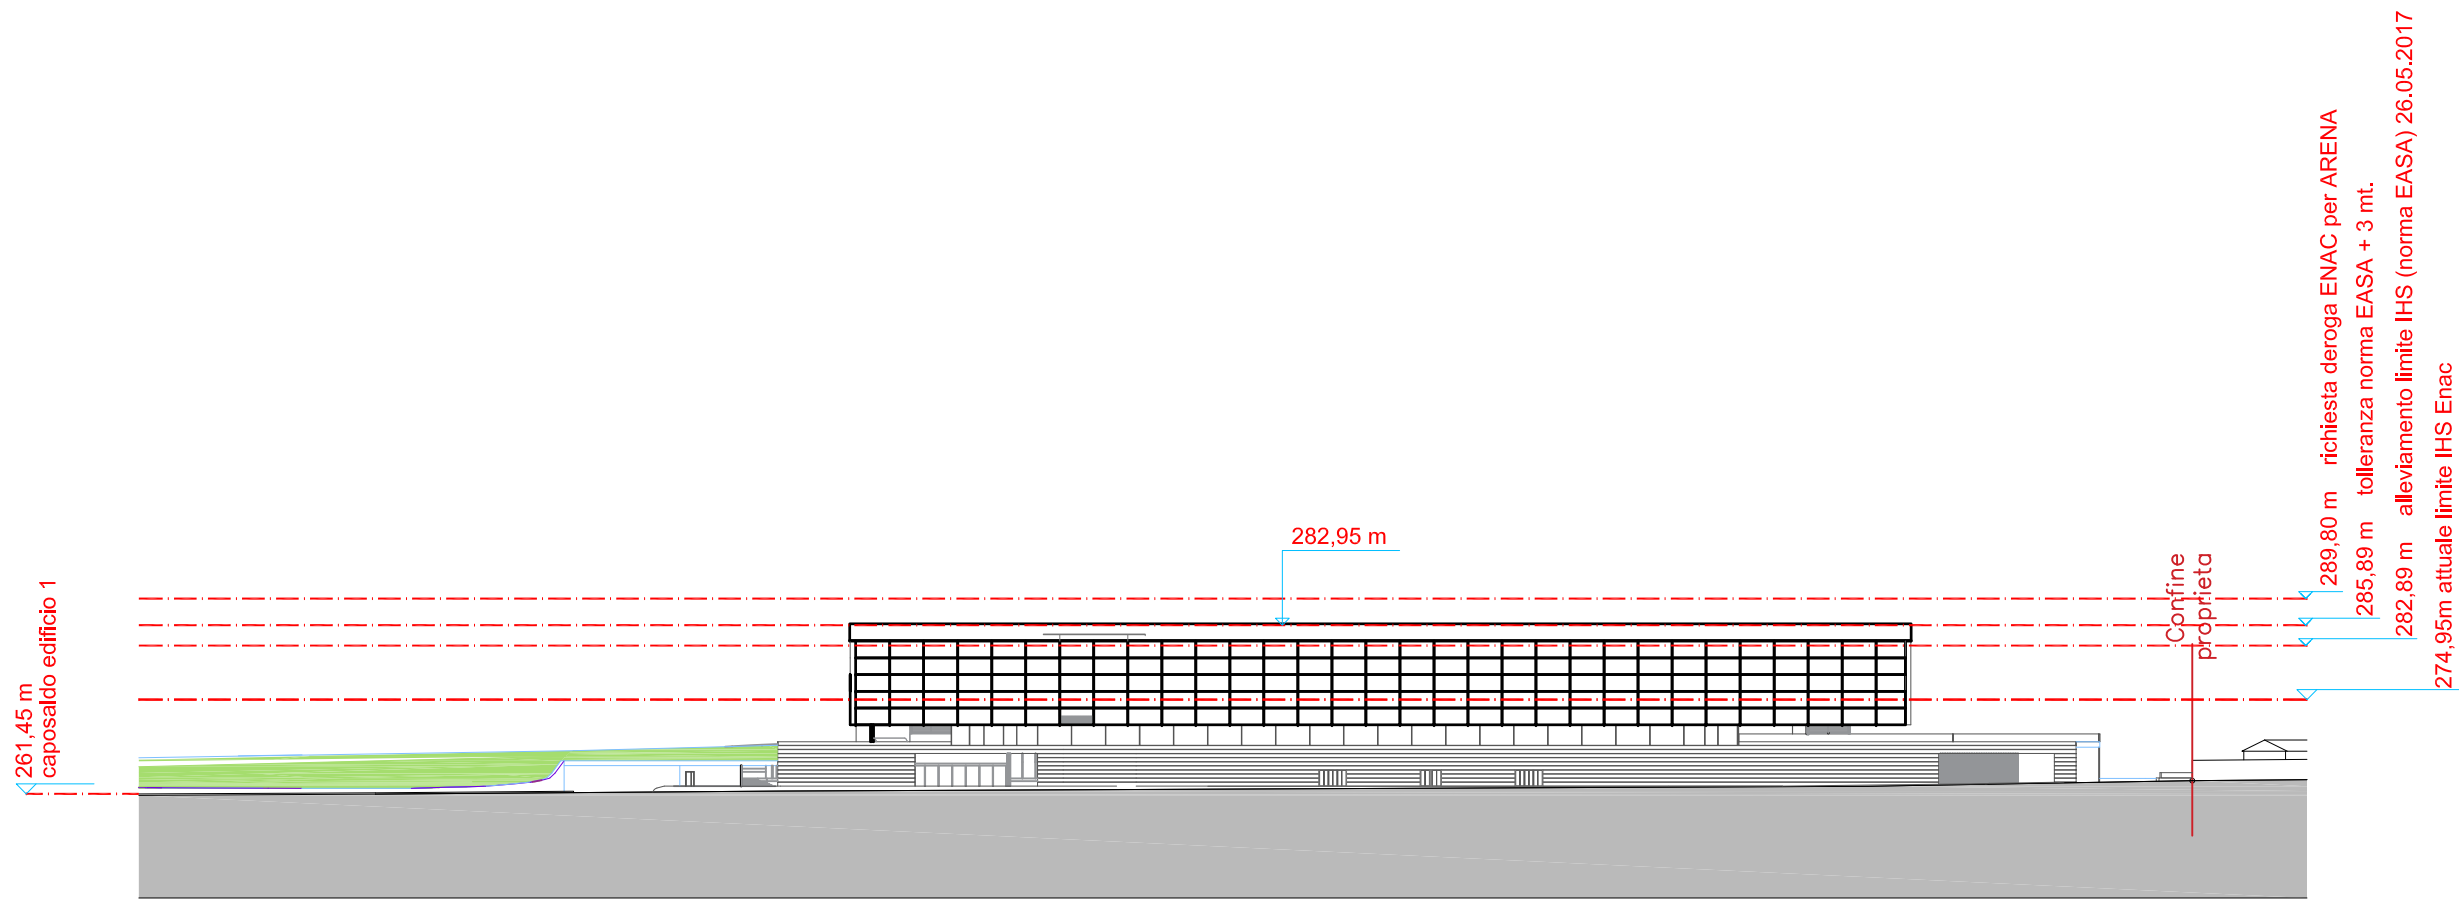 261,45 m
caposaldo edificio 1
282,95 m
Confine
proprieta
289,80 m richiesta deroga ENAC per ARENA
285,89 m tolleranza norma EASA + 3 mt.
282,89 m alleviamento limite IHS (norma EASA) 26.05.2017
274,95m attuale limite IHS Enac